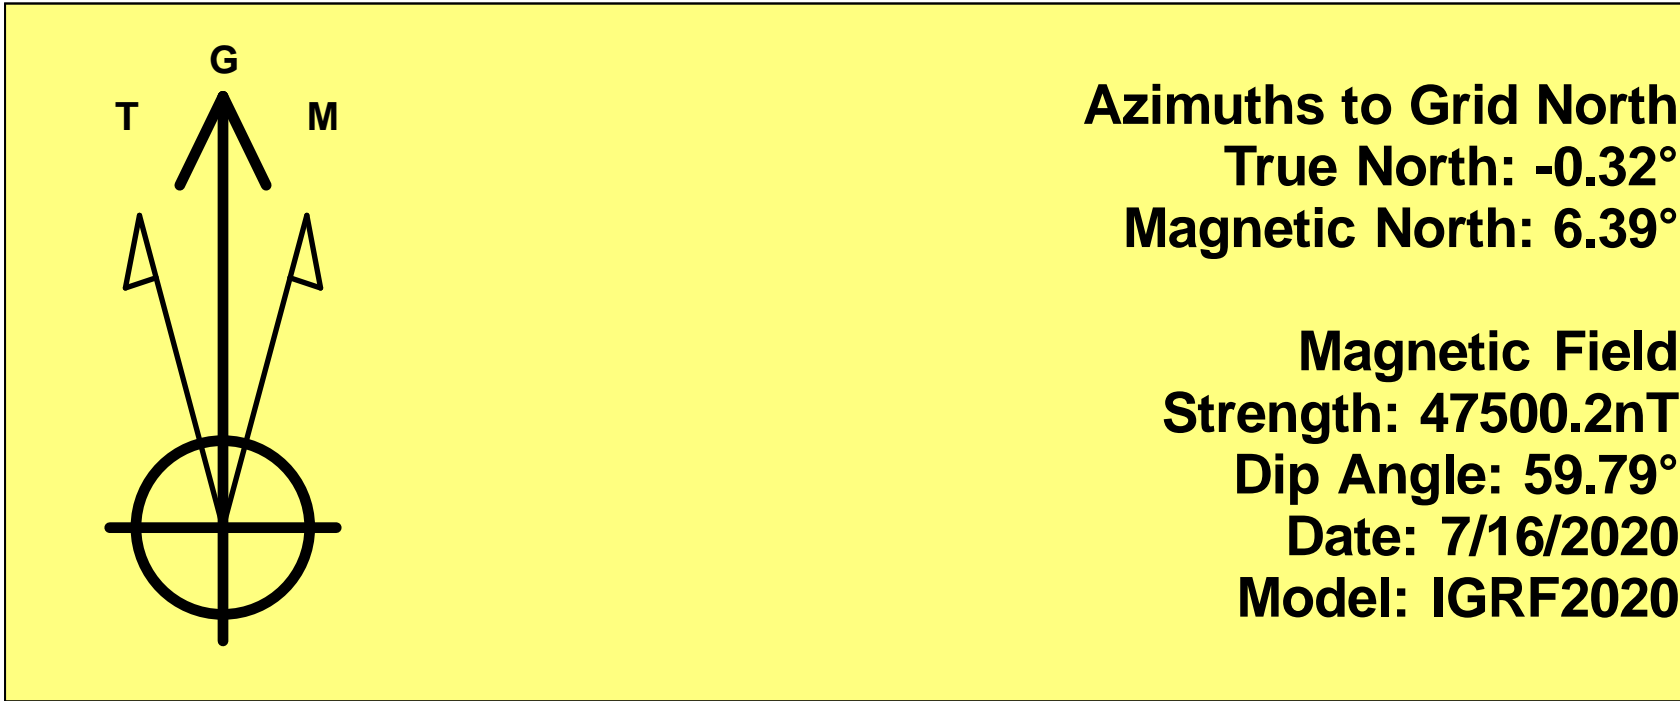 G
T
M
Azimuths to Grid North
True North: -0.32°
Magnetic North: 6.39°
Magnetic Field
Strength: 47500.2nT
Dip Angle: 59.79°
Date: 7/16/2020
Model: IGRF2020